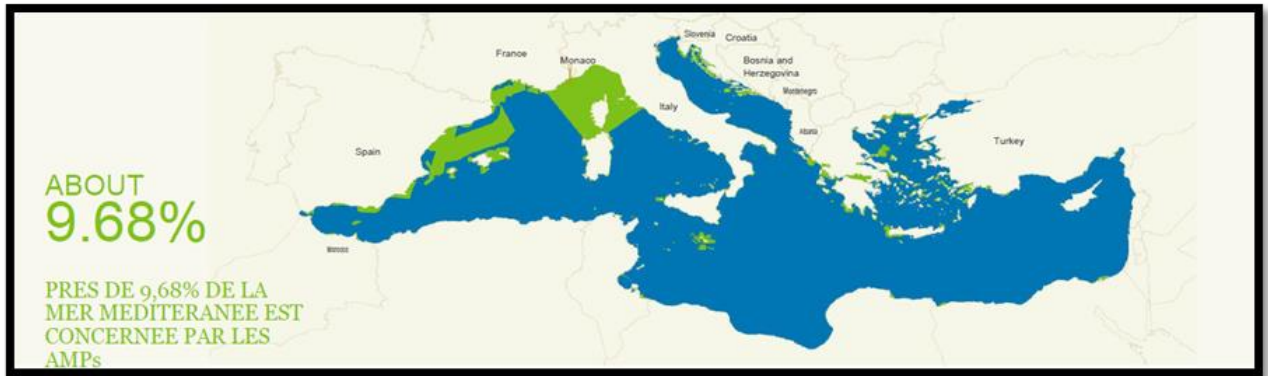 Slovenia
Croatia
France
Monaco
Bosnia and
Herzegovina
Montenegro
Italy
Albania
Turkey
Spain
ABOUT
9.68%
Morocco
PRES DE 9,68% DE LA
MER MEDITERANEE EST
CONCERNEE PAR LES
AMPs